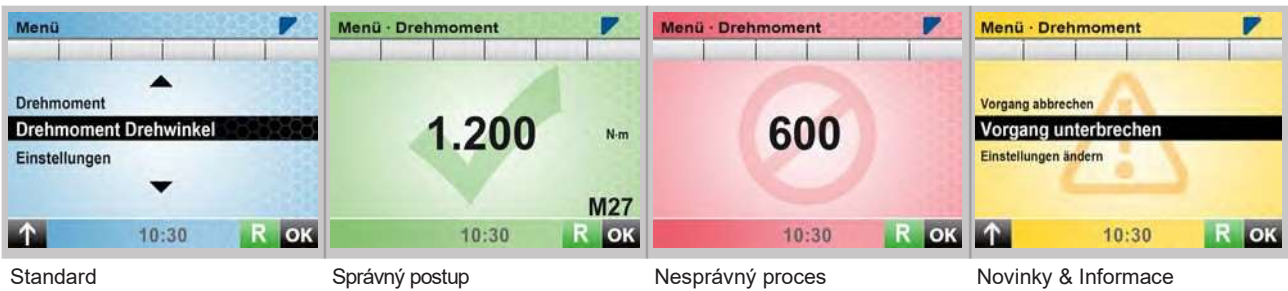 Menü
Drehmoment
Drehmoment Drehwinkel
Einstellungen
10:30
R
OK
Standard
Menü · Drehmoment
1.200
N·m
M27
10:30
R
OK
Správný postup
Menü · Drehmoment
600
10:30
R
OK
Nesprávný proces
Menü · Drehmoment
Vorgang abbrechen
Vorgang unterbrechen
Einstellungen ändern
10:30
R
OK
Novinky & Informace